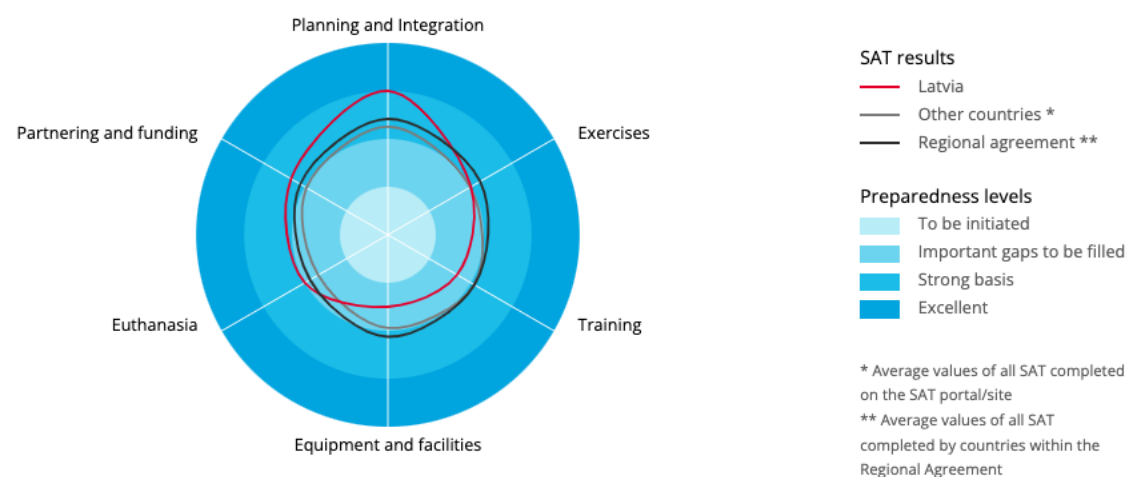 Planning and Integration
Partnering and funding
Exercises
Euthanasia
Training
Equipment and facilities
SAT results
Latvia
Other countries *
Regional agreement **
Preparedness levels
To be initiated
Important gaps to be filled
Strong basis
Excellent
* Average values of all SAT completed
on the SAT portal/site
** Average values of all SAT
completed by countries within the
Regional Agreement